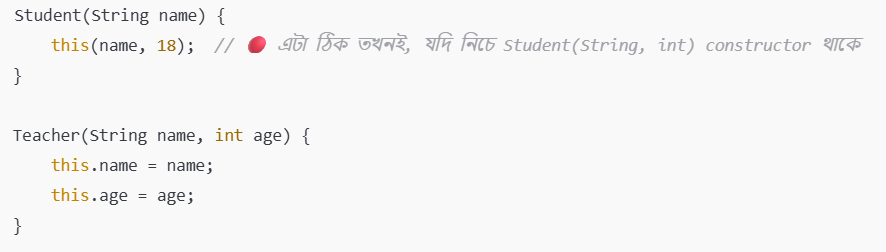 Student(String name) {
    this(name, 18);  // 🔴 এটা ঠিক তখনই, যদি নিচে Student(String, int) constructor থাকে
}

Teacher(String name, int age) {
    this.name = name;
    this.age = age;
}